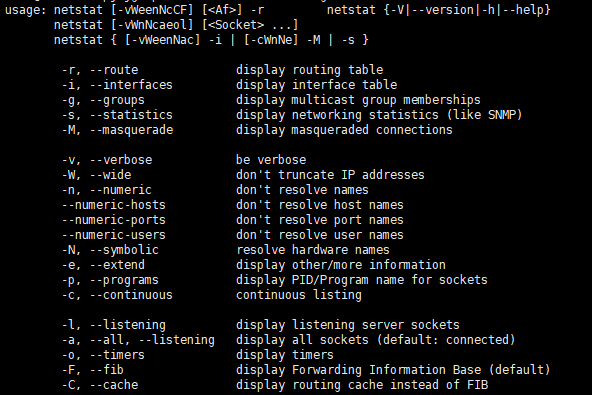 usage: netstat [-vWeenNcCF] [<Af>] -r         netstat {-V|--version|-h|--help}
       netstat [-vWnNcaeol] [<Socket> ...]
       netstat { [-vWeenNac] -i | [-cWnNe] -M | -s }

        -r, --route              display routing table
        -i, --interfaces         display interface table
        -g, --groups             display multicast group memberships
        -s, --statistics         display networking statistics (like SNMP)
        -M, --masquerade         display masqueraded connections

        -v, --verbose            be verbose
        -W, --wide               don't truncate IP addresses
        -n, --numeric            don't resolve names
        --numeric-hosts          don't resolve host names
        --numeric-ports          don't resolve port names
        --numeric-users          don't resolve user names
        -N, --symbolic           resolve hardware names
        -e, --extend             display other/more information
        -p, --programs           display PID/Program name for sockets
        -c, --continuous         continuous listing

        -l, --listening          display listening server sockets
        -a, --all, --listening   display all sockets (default: connected)
        -o, --timers             display timers
        -F, --fib                display Forwarding Information Base (default)
        -C, --cache              display routing cache instead of FIB